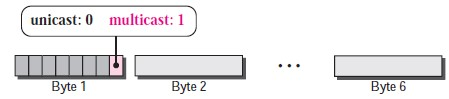 unicast: 0 multicast: 1
...
Byte 1 Byte 2 Byte 6